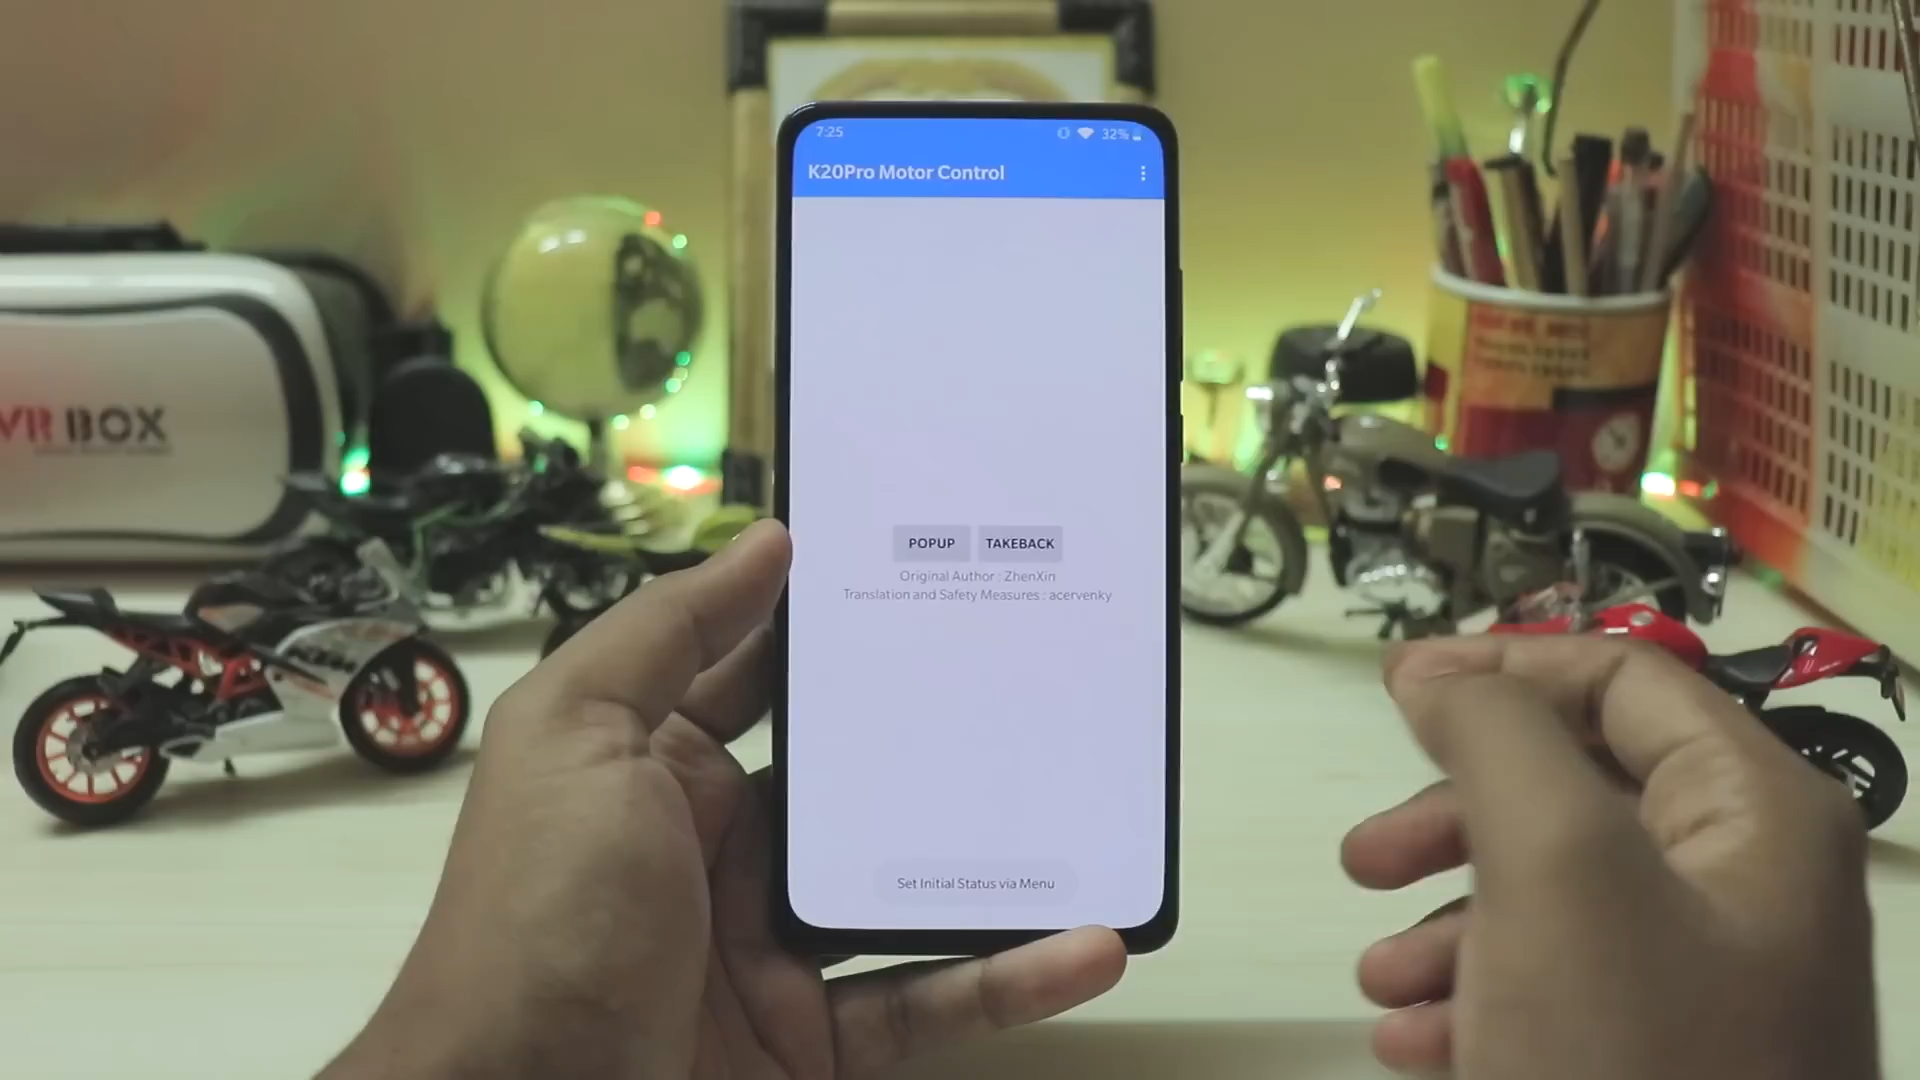 7:25
32%
K20Pro Motor Control
POPUP TAKEBACK
Original Author : ZhenXin
Translation and Safety Measures : acervenky
Set Initial Status via Menu
VR BOX
KTM